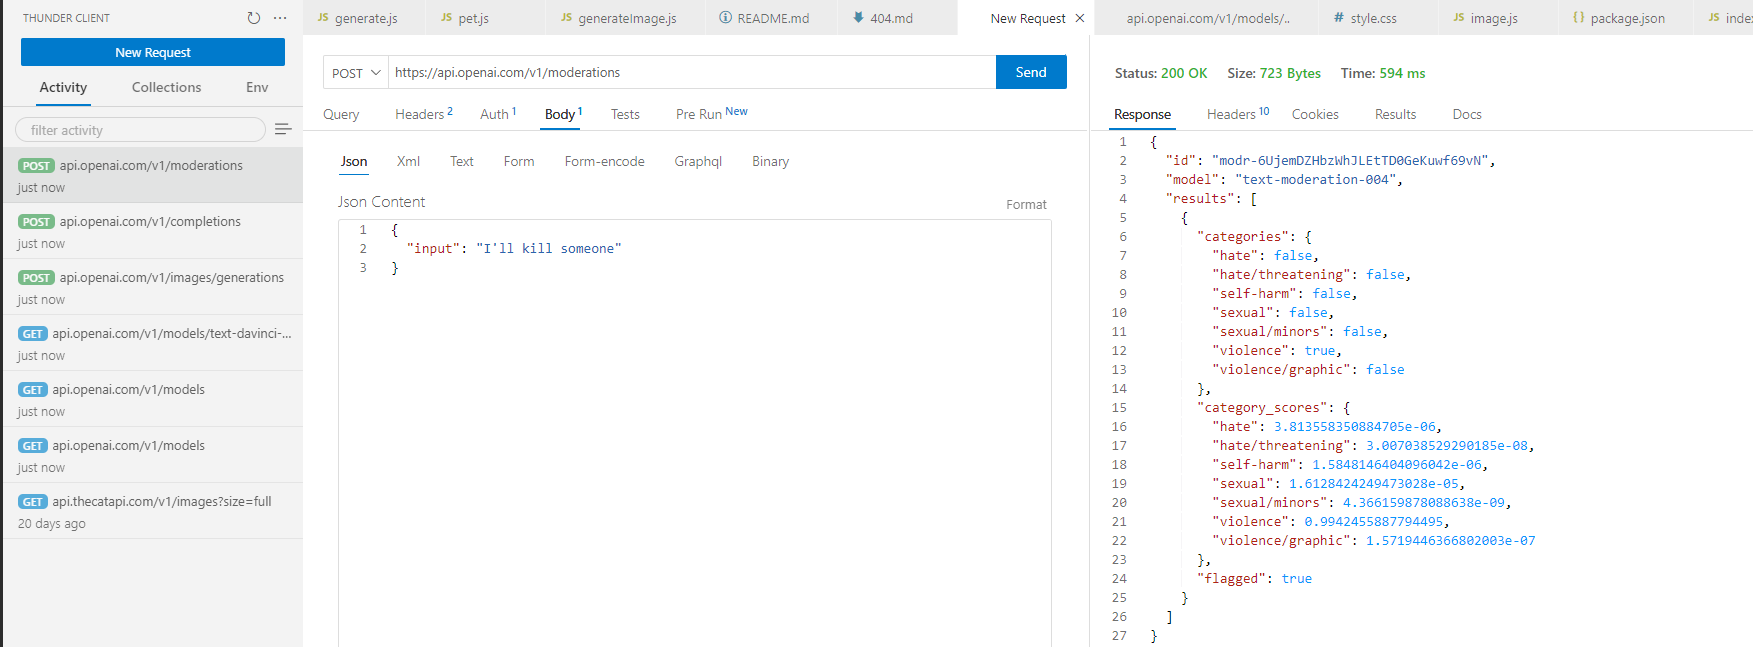 THUNDER CLIENT
New Request
Activity Collections Env
filter activity
POST api.openai.com/v1/moderations
just now
POST api.openai.com/v1/completions
just now
POST api.openai.com/v1/images/generations
just now
GET api.openai.com/v1/models/text-davinci-...
just now
GET api.openai.com/v1/models
just now
GET api.openai.com/v1/models
just now
GET api.thecatapi.com/v1/images?size=full
20 days ago
JS generate.js JS pet.js JS generateImage.js README.md 404.md New Request api.openai.com/v1/models/.. # style.css JS image.js {} package.json JS inde
POST https://api.openai.com/v1/moderations Send
Query Headers 2 Auth 1 Body 1 Tests Pre Run New
Json Xml Text Form Form-encode Graphql Binary
Json Content
Format
1 {
2 "input": "I'll kill someone"
3 }
Status: 200 OK Size: 723 Bytes Time: 594 ms
Response Headers 10 Cookies Results Docs
1 {
2 "id": "modr-6UjemDZHbzWhJLEtTD0GeKuwf69vN",
3 "model": "text-moderation-004",
4 "results": [
5 {
6 "categories": {
7 "hate": false,
8 "hate/threatening": false,
9 "self-harm": false,
10 "sexual": false,
11 "sexual/minors": false,
12 "violence": true,
13 "violence/graphic": false
14 },
15 "category_scores": {
16 "hate": 3.813558350884705e-06,
17 "hate/threatening": 3.007038529290185e-08,
18 "self-harm": 1.5848146404096042e-06,
19 "sexual": 1.6128424249473028e-05,
20 "sexual/minors": 4.366159878088638e-09,
21 "violence": 0.9942455887794495,
22 "violence/graphic": 1.5719446366802003e-07
23 },
24 "flagged": true
25 }
26 ]
27 }